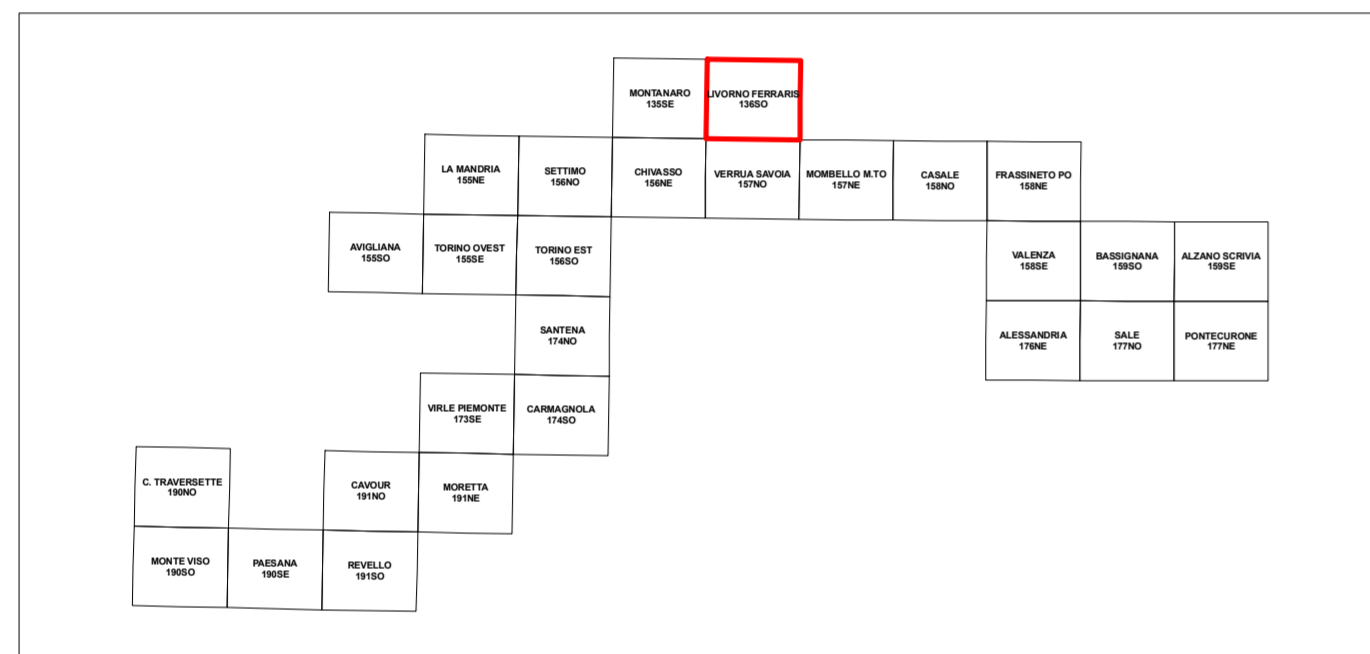 MONTANARO
135SE
LIVORNO FERRARIS
136SO
LA MANDRIA
155NE
SETTIMO
156NO
CHIVASSO
156NE
VERRUA SAVOIA
157NO
MOMBELLO M.TO
157NE
CASALE
158NO
FRASSINETO PO
158NE
AVIGLIANA
155SO
TORINO OVEST
155SE
TORINO EST
156SO
VALENZA
158SE
BASSIGNANA
159SO
ALZANO SCRIVIA
159SE
SANTENA
174NO
ALESSANDRIA
176NE
SALE
177NO
PONTECURONE
177NE
VIRLE PIEMONTE
173SE
CARMAGNOLA
174SO
C. TRAVERSETTE
190NO
CAVOUR
191NO
MORETTA
191NE
MONTE VISO
190SO
PAESANA
190SE
REVELLO
191SO